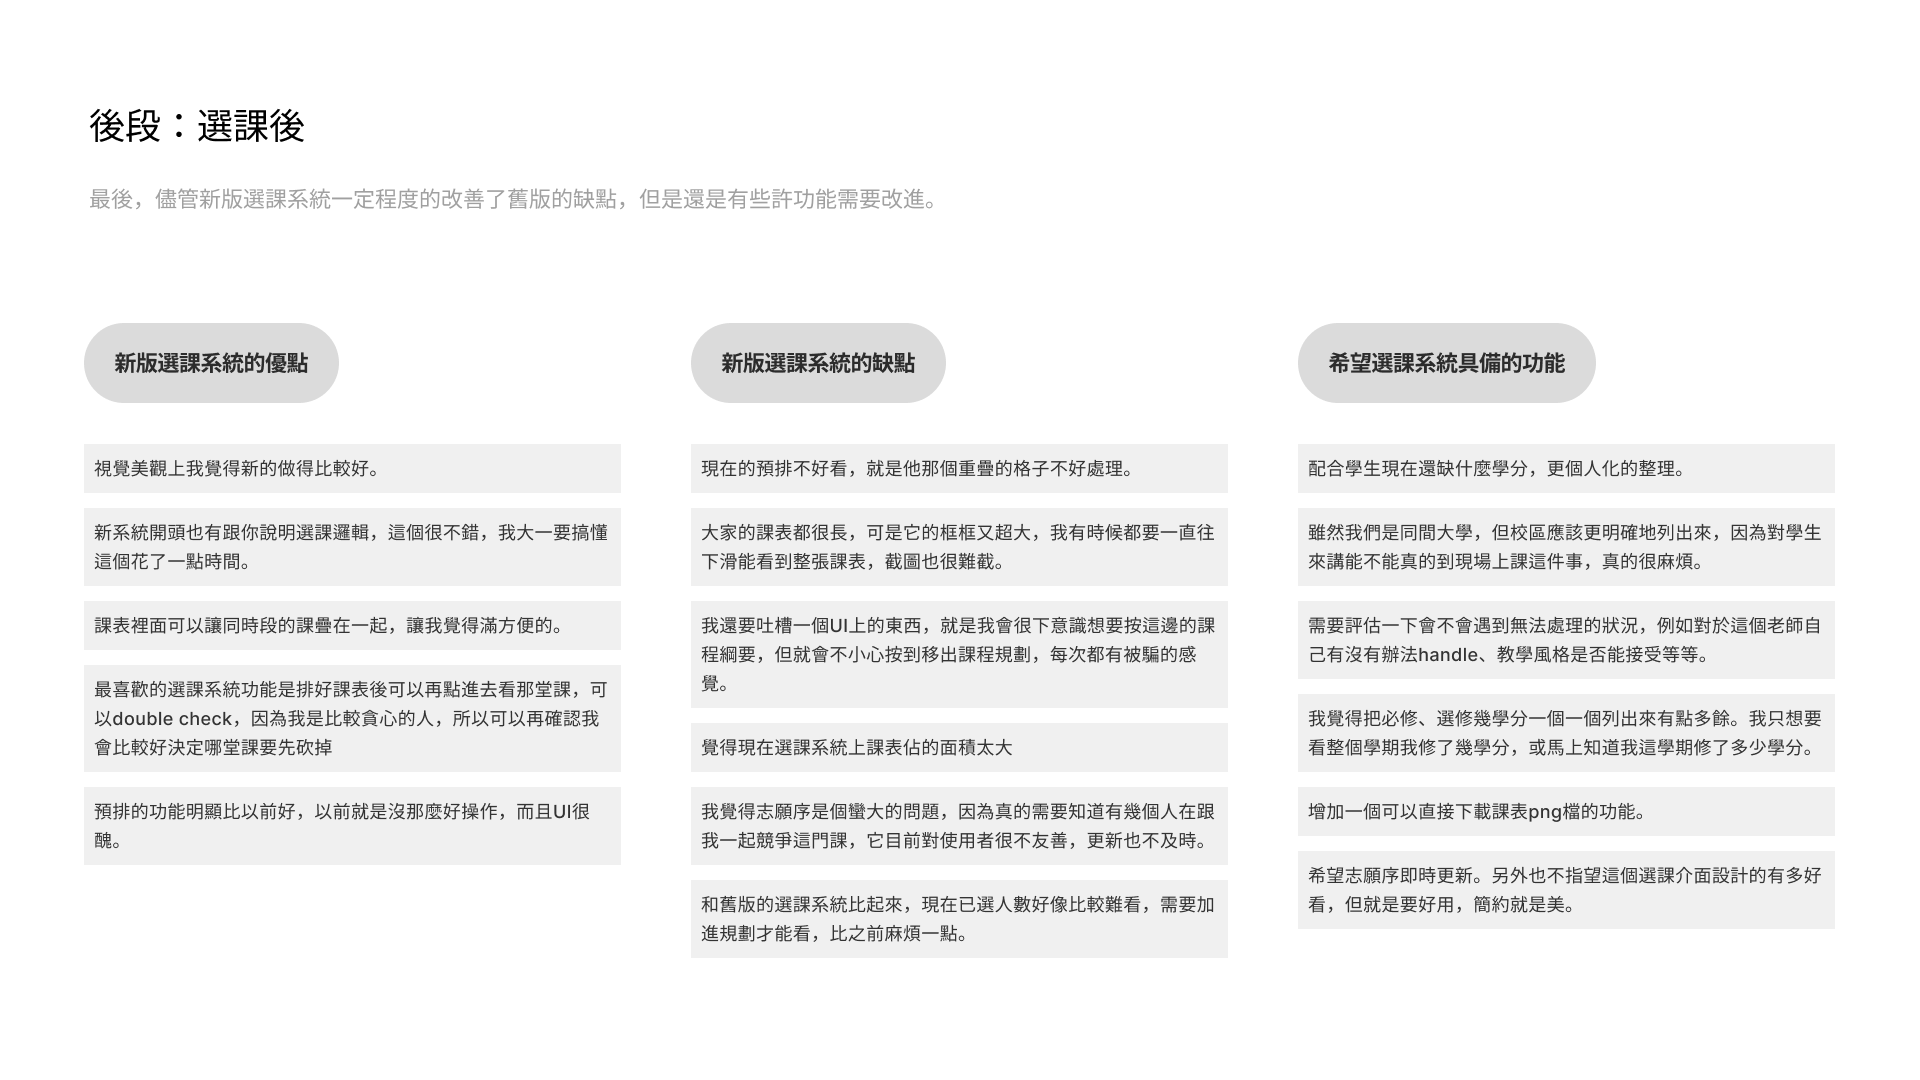 後段：選課後
最後，儘管新版選課系統一定程度的改善了舊版的缺點，但是還是有些許功能需要改進。
新版選課系統的優點
視覺美觀上我覺得新的做得比較好。
新系統開頭也有跟你說明選課邏輯，這個很不錯，我大一要搞懂
這個花了一點時間。
課表裡面可以讓同時段的課疊在一起，讓我覺得滿方便的。
最喜歡的選課系統功能是排好課表後可以再點進去看那堂課，可
以double check，因為我是比較貪心的人，所以可以再確認我
會比較好決定哪堂課要先砍掉
預排的功能明顯比以前好，以前就是沒那麼好操作，而且UI很
醜。
新版選課系統的缺點
現在的預排不好看，就是他那個重疊的格子不好處理。
大家的課表都很長，可是它的框框又超大，我有時候都要一直往
下滑能看到整張課表，截圖也很難截。
我還要吐槽一個UI上的東西，就是我會很下意識想要按這邊的課
程綱要，但就會不小心按到移出課程規劃，每次都有被騙的感
覺。
覺得現在選課系統上課表佔的面積太大
我覺得志願序是個蠻大的問題，因為真的需要知道有幾個人在跟
我一起競爭這門課，它目前對使用者很不友善，更新也不及時。
和舊版的選課系統比起來，現在已選人數好像比較難看，需要加
進規劃才能看，比之前麻煩一點。
希望選課系統具備的功能
配合學生現在還缺什麼學分，更個人化的整理。
雖然我們是同間大學，但校區應該更明確地列出來，因為對學生
來講能不能真的到現場上課這件事，真的很麻煩。
需要評估一下會不會遇到無法處理的狀況，例如對於這個老師自
己有沒有辦法handle、教學風格是否能接受等等。
我覺得把必修、選修幾學分一個一個列出來有點多餘。我只想要
看整個學期我修了幾學分，或馬上知道我這學期修了多少學分。
增加一個可以直接下載課表png檔的功能。
希望志願序即時更新。另外也不指望這個選課介面設計的有多好
看，但就是要好用，簡約就是美。